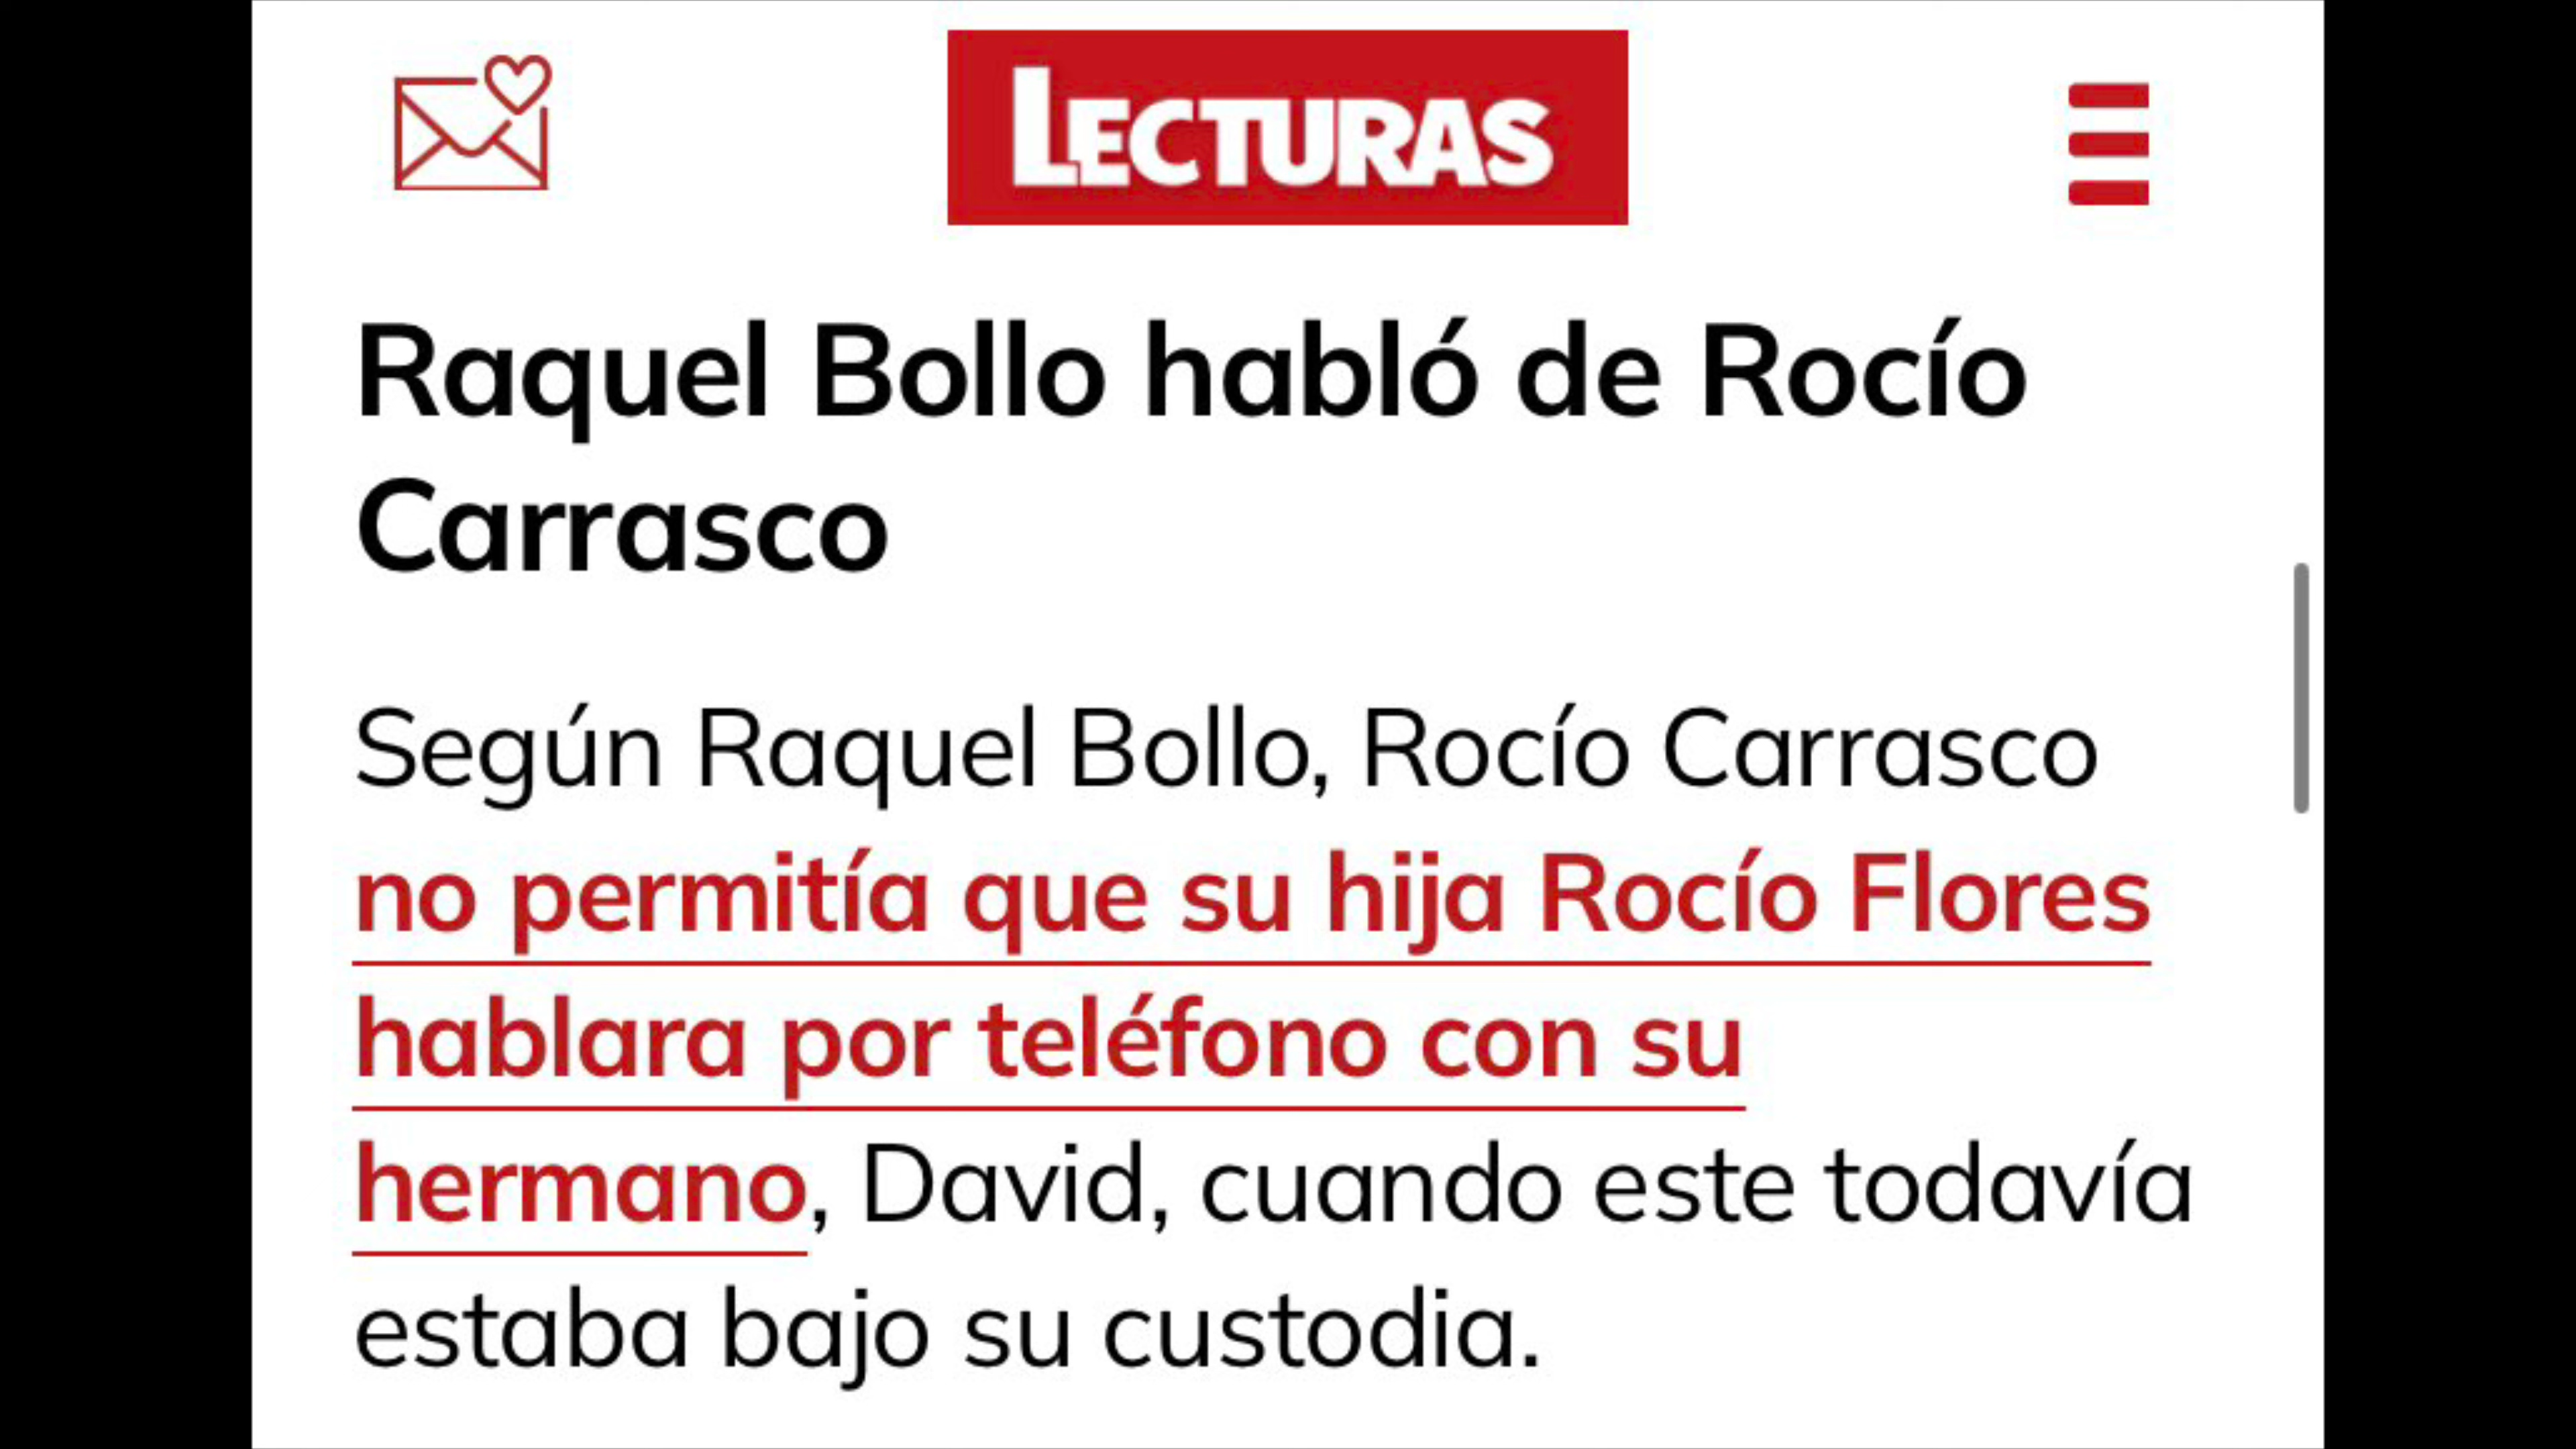 LECTURAS
Raquel Bollo habló de Rocío
Carrasco
Según Raquel Bollo, Rocío Carrasco
no permitía que su hija Rocío Flores
hablara por teléfono con su
hermano, David, cuando este todavía
estaba bajo su custodia.